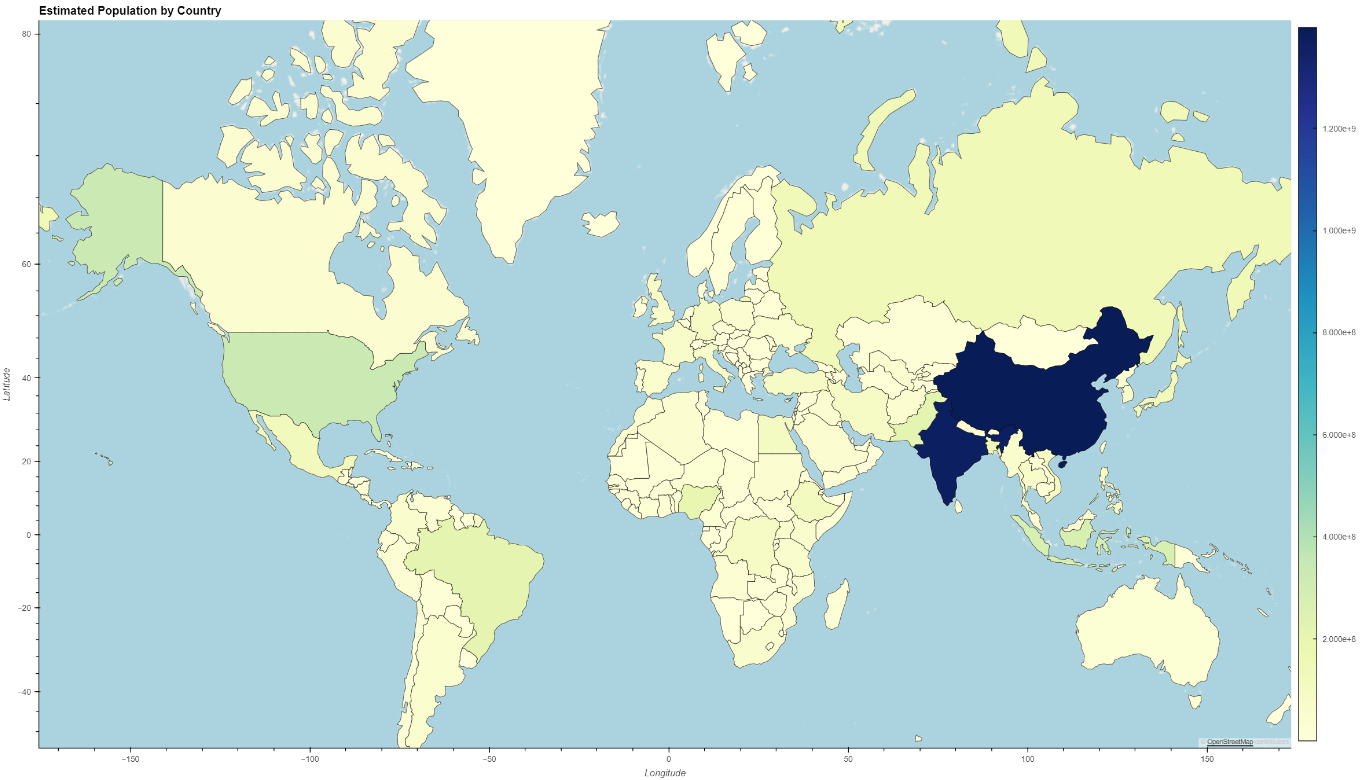 Estimated Population by Country
80
60
40
20
0
−20
−40
Latitude
−150
−100
−50
0
50
100
150
Longitude
1.200e+9
1.000e+9
8.000e+8
6.000e+8
4.000e+8
2.000e+8
© OpenStreetMap contributors